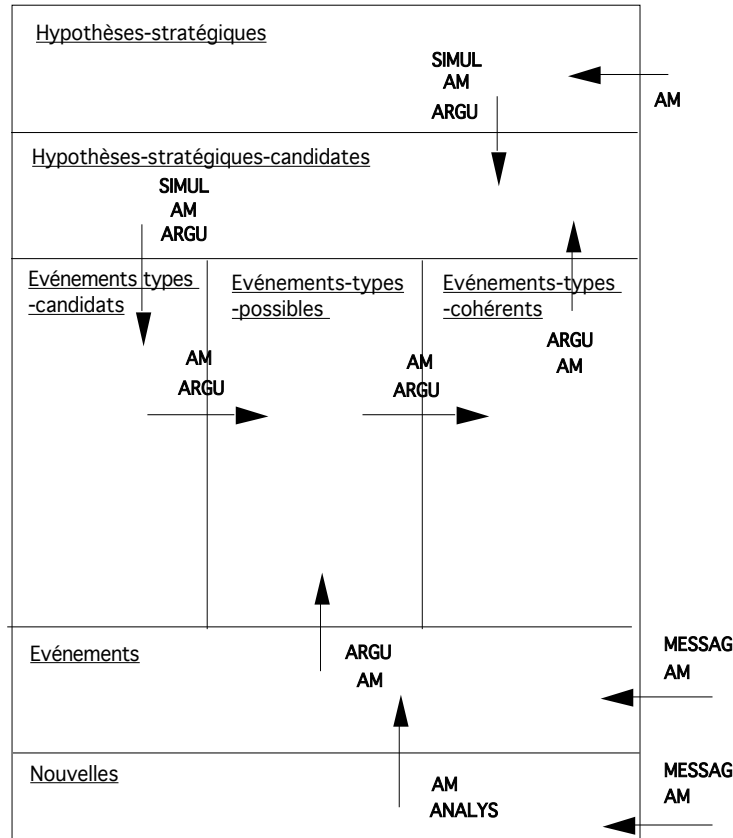 Hypothèses-stratégiques
SIMUL
AM
ARGU
AM
Hypothèses-stratégiques-candidates
SIMUL
AM
ARGU
Evénements types
-candidats
Evénements-types
-possibles
Evénements-types
-cohérents
ARGU
AM
AM
ARGU
AM
ARGU
Evénements
ARGU
AM
MESSAG
AM
Nouvelles
AM
ANALYS
MESSAG
AM